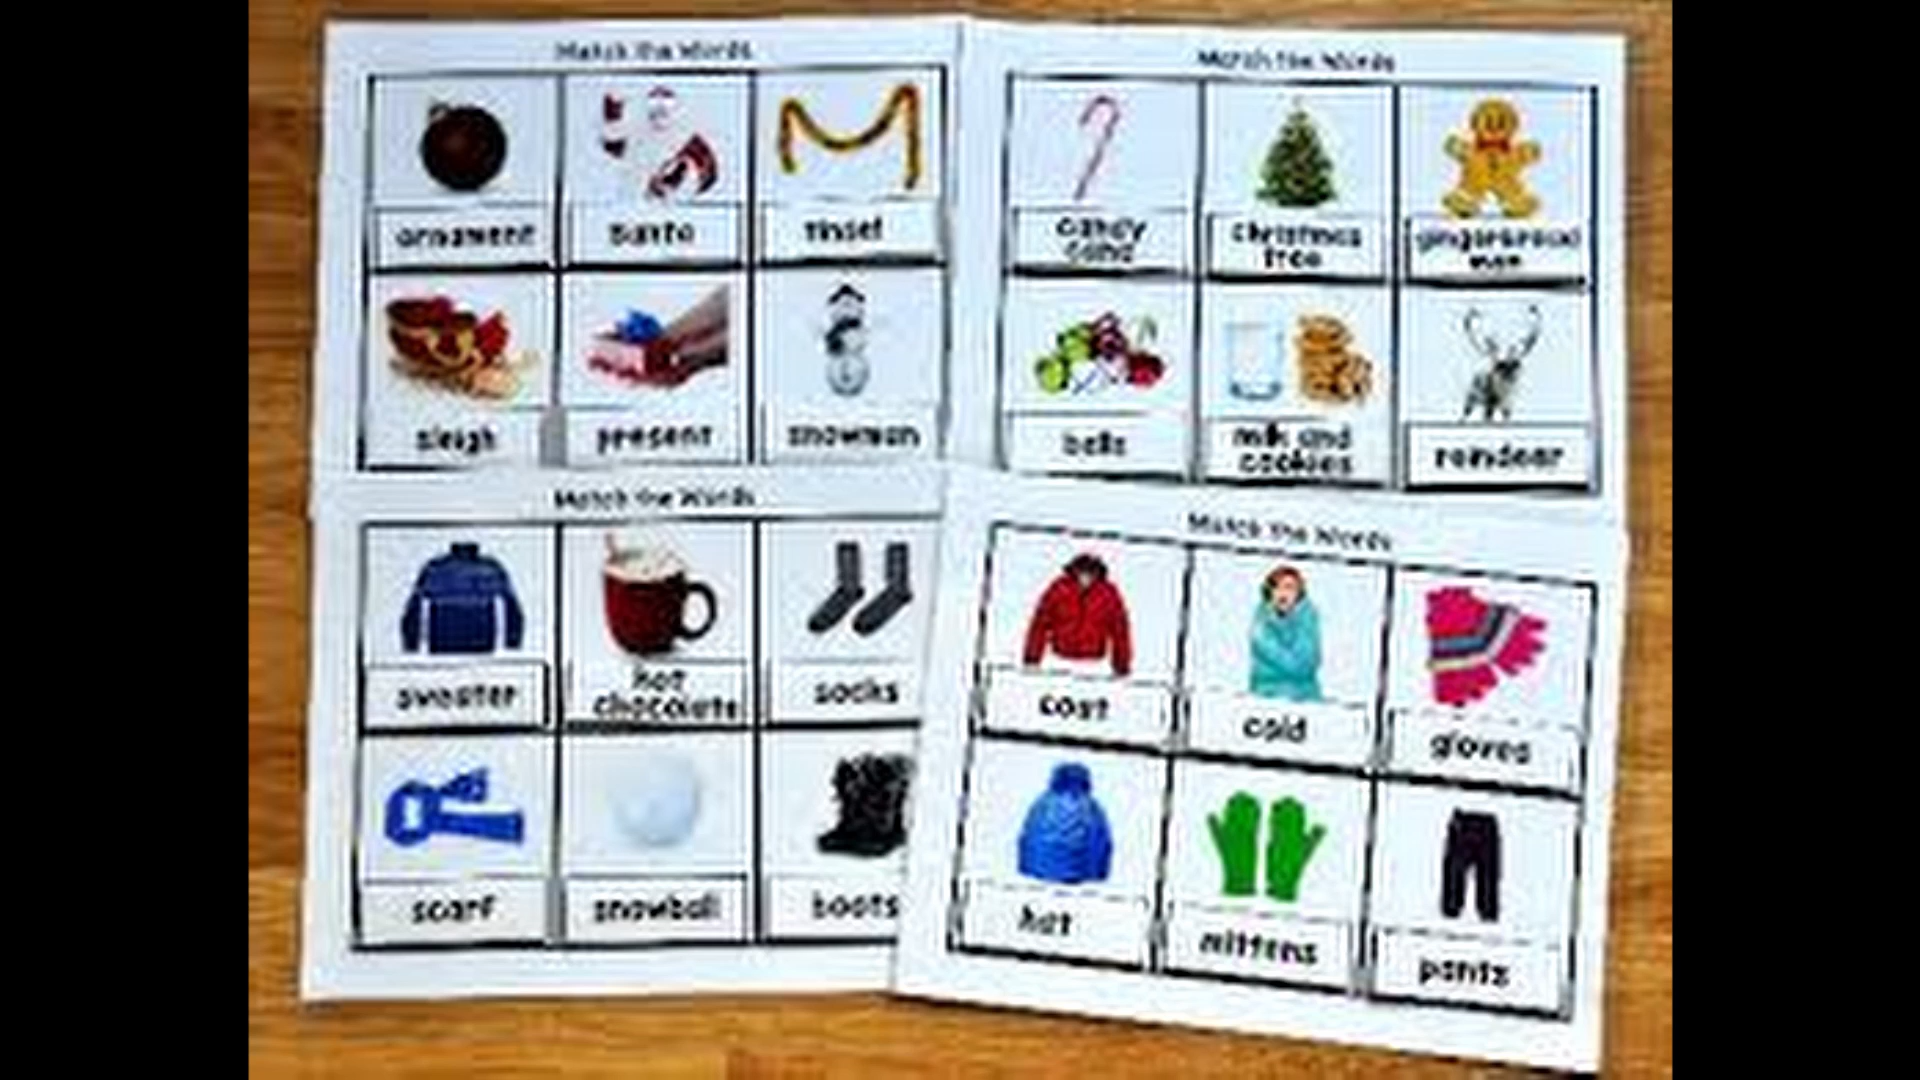 Match the Words
ornament
santa
tinsel
sleigh
present
snowman
Match the Words
candy
cane
christmas
tree
gingerbread
man
bells
milk and
cookies
reindeer
Match the Words
sweater
hot
chocolate
socks
scarf
snowball
boots
Match the Words
coat
cold
gloves
hat
mittens
pants